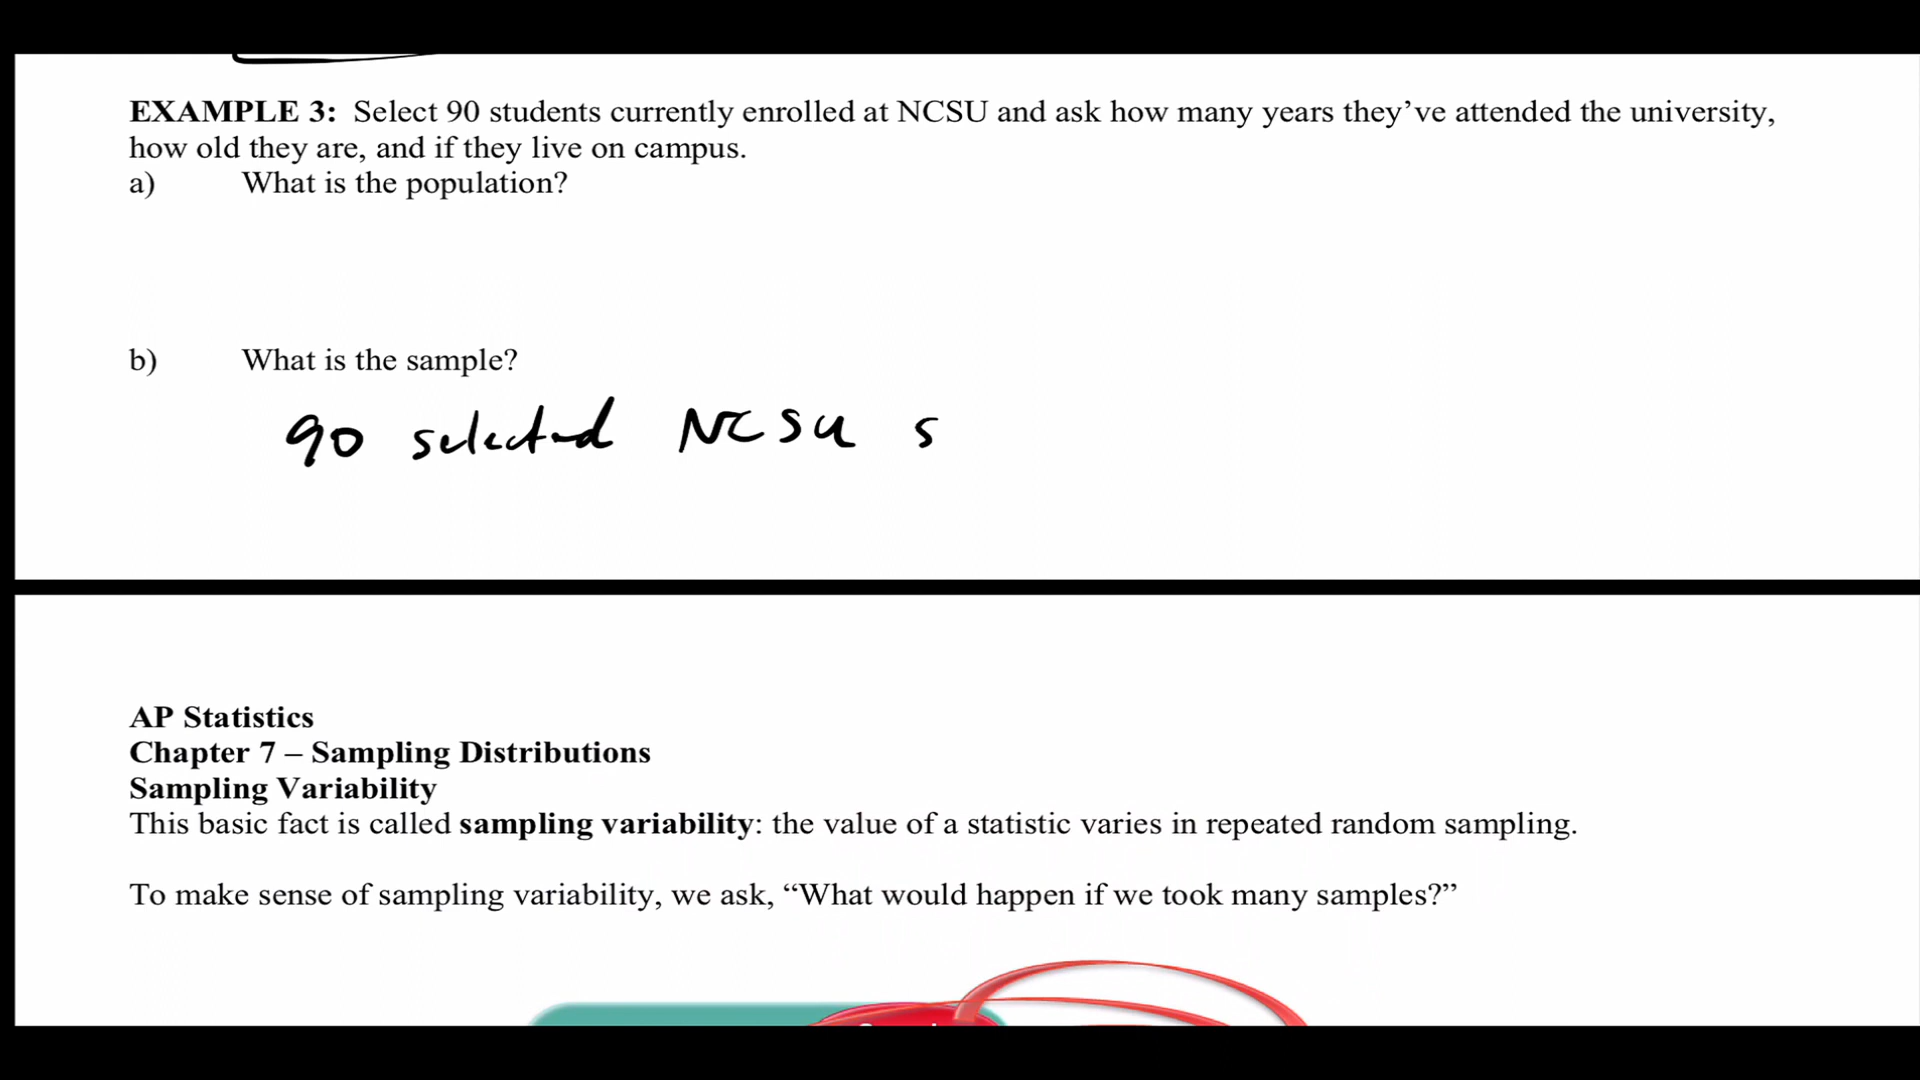 EXAMPLE 3: Select 90 students currently enrolled at NCSU and ask how many years they’ve attended the university,
how old they are, and if they live on campus.
a) What is the population?
b) What is the sample?
90 selected NCSU s
AP Statistics
Chapter 7 – Sampling Distributions
Sampling Variability
This basic fact is called sampling variability: the value of a statistic varies in repeated random sampling.
To make sense of sampling variability, we ask, “What would happen if we took many samples?”